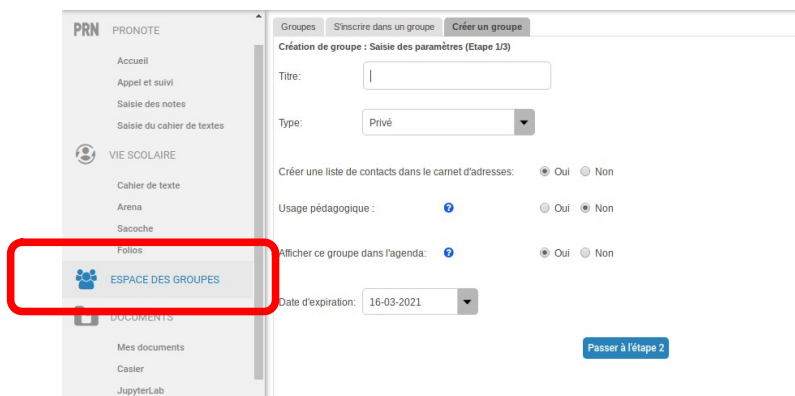 PRN PRONOTE
Accueil
Appel et suivi
Saisie des notes
Saisie du cahier de textes
VIE SCOLAIRE
Cahier de texte
Arena
Sacoche
Folios
ESPACE DES GROUPES
DOCUMENTS
Mes documents
Casier
JupyterLab
Groupes S'inscrire dans un groupe Créer un groupe
Création de groupe : Saisie des paramètres (Etape 1/3)
Titre:
Type: Privé
Créer une liste de contacts dans le carnet d'adresses: Oui Non
Usage pédagogique : ? Oui Non
Afficher ce groupe dans l'agenda: ? Oui Non
Date d'expiration: 16-03-2021
Passer à l'étape 2